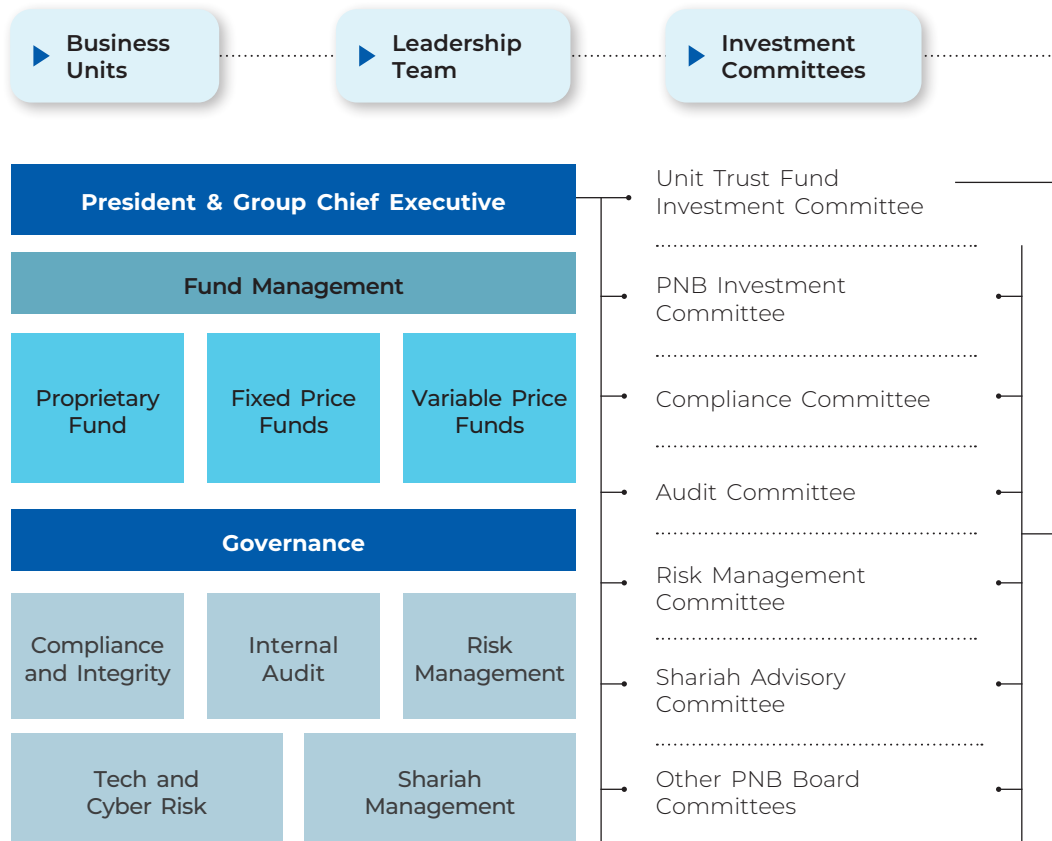 Business
Units
Leadership
Team
Investment
Committees
President & Group Chief Executive
Fund Management
Proprietary
Fund
Fixed Price
Funds
Variable Price
Funds
Governance
Compliance
and Integrity
Internal
Audit
Risk
Management
Tech and
Cyber Risk
Shariah
Management
Unit Trust Fund
Investment Committee
PNB Investment
Committee
Compliance Committee
Audit Committee
Risk Management
Committee
Shariah Advisory
Committee
Other PNB Board
Committees